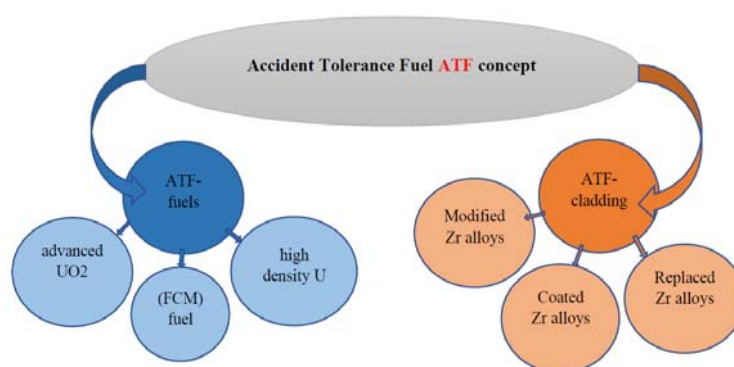 Accident Tolerance Fuel ATF concept
ATF-
fuels
advanced
UO2
(FCM)
fuel
high
density U
ATF-
cladding
Modified
Zr alloys
Coated
Zr alloys
Replaced
Zr alloys